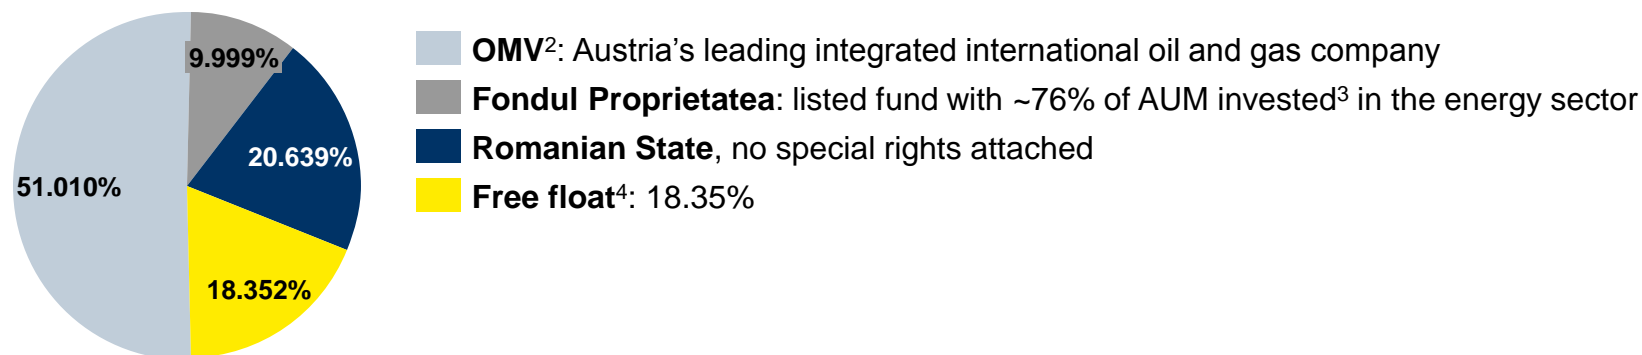 9.999%
20.639%
51.010%
18.352%
OMV²: Austria’s leading integrated international oil and gas company
Fondul Proprietatea: listed fund with ~76% of AUM invested³ in the energy sector
Romanian State, no special rights attached
Free float⁴: 18.35%